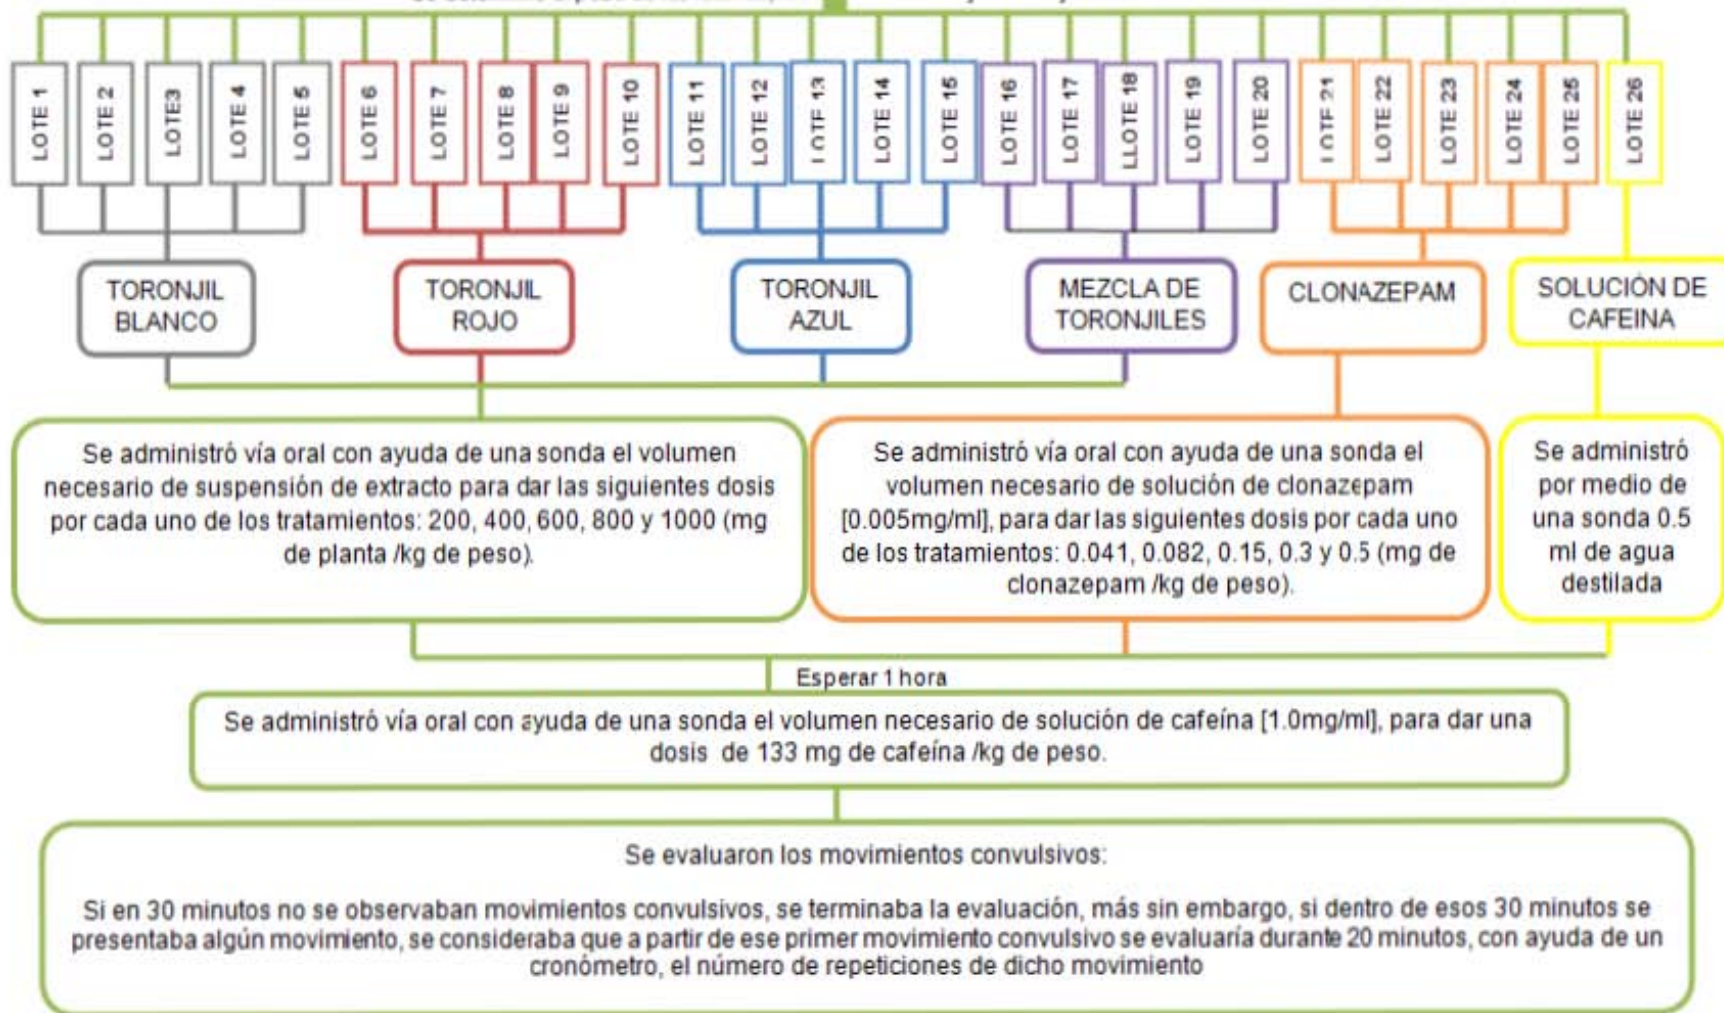 LOTE 1
LOTE 2
LOTE3
LOTE 4
LOTE 5
LOTE 6
LOTE 7
LOTE 8
LOTE 9
LOTE 10
LOTE 11
LOTE 12
LOTE 13
LOTE 14
LOTE 15
LOTE 16
LOTE 17
LLOTE 18
LOTE 19
LOTE 20
LOTE 21
LOTE 22
LOTE 23
LOTE 24
LOTE 25
LOTE 26
TORONJIL
BLANCO
TORONJIL
ROJO
TORONJIL
AZUL
MEZCLA DE
TORONJILES
CLONAZEPAM
SOLUCIÓN DE
CAFEINA
Se administró vía oral con ayuda de una sonda el volumen
necesario de suspensión de extracto para dar las siguientes dosis
por cada uno de los tratamientos: 200, 400, 600, 800 y 1000 (mg
de planta /kg de peso).
Se administró vía oral con ayuda de una sonda el
volumen necesario de solución de clonazepam
[0.005mg/ml], para dar las siguientes dosis por cada uno
de los tratamientos: 0.041, 0.082, 0.15, 0.3 y 0.5 (mg de
clonazepam /kg de peso).
Se administró
por medio de
una sonda 0.5
ml de agua
destilada
Esperar 1 hora
Se administró vía oral con ayuda de una sonda el volumen necesario de solución de cafeína [1.0mg/ml], para dar una
dosis de 133 mg de cafeína /kg de peso.
Se evaluaron los movimientos convulsivos:
Si en 30 minutos no se observaban movimientos convulsivos, se terminaba la evaluación, más sin embargo, si dentro de esos 30 minutos se
presentaba algún movimiento, se consideraba que a partir de ese primer movimiento convulsivo se evaluaría durante 20 minutos, con ayuda de un
cronómetro, el número de repeticiones de dicho movimiento